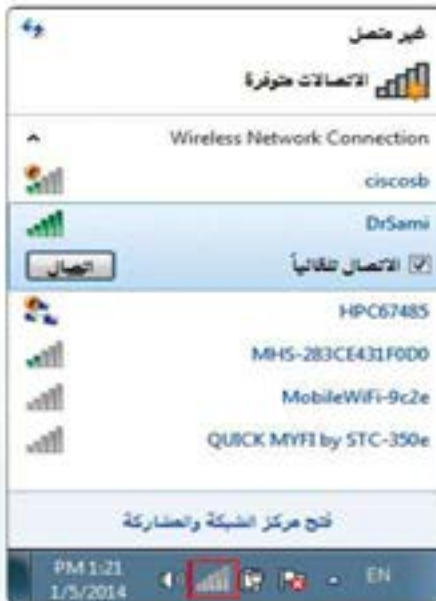 غير متصل
الاتصالات متوفرة
Wireless Network Connection
ciscosb
DrSami
الاتصال تلقائياً
اتصال
HPC67485
MHS-283CE431F0D0
MobileWiFi-9c2e
QUICK MYFI by STC-350e
فتح مركز الشبكة والمشاركة
EN
PM 1:21
1/5/2014